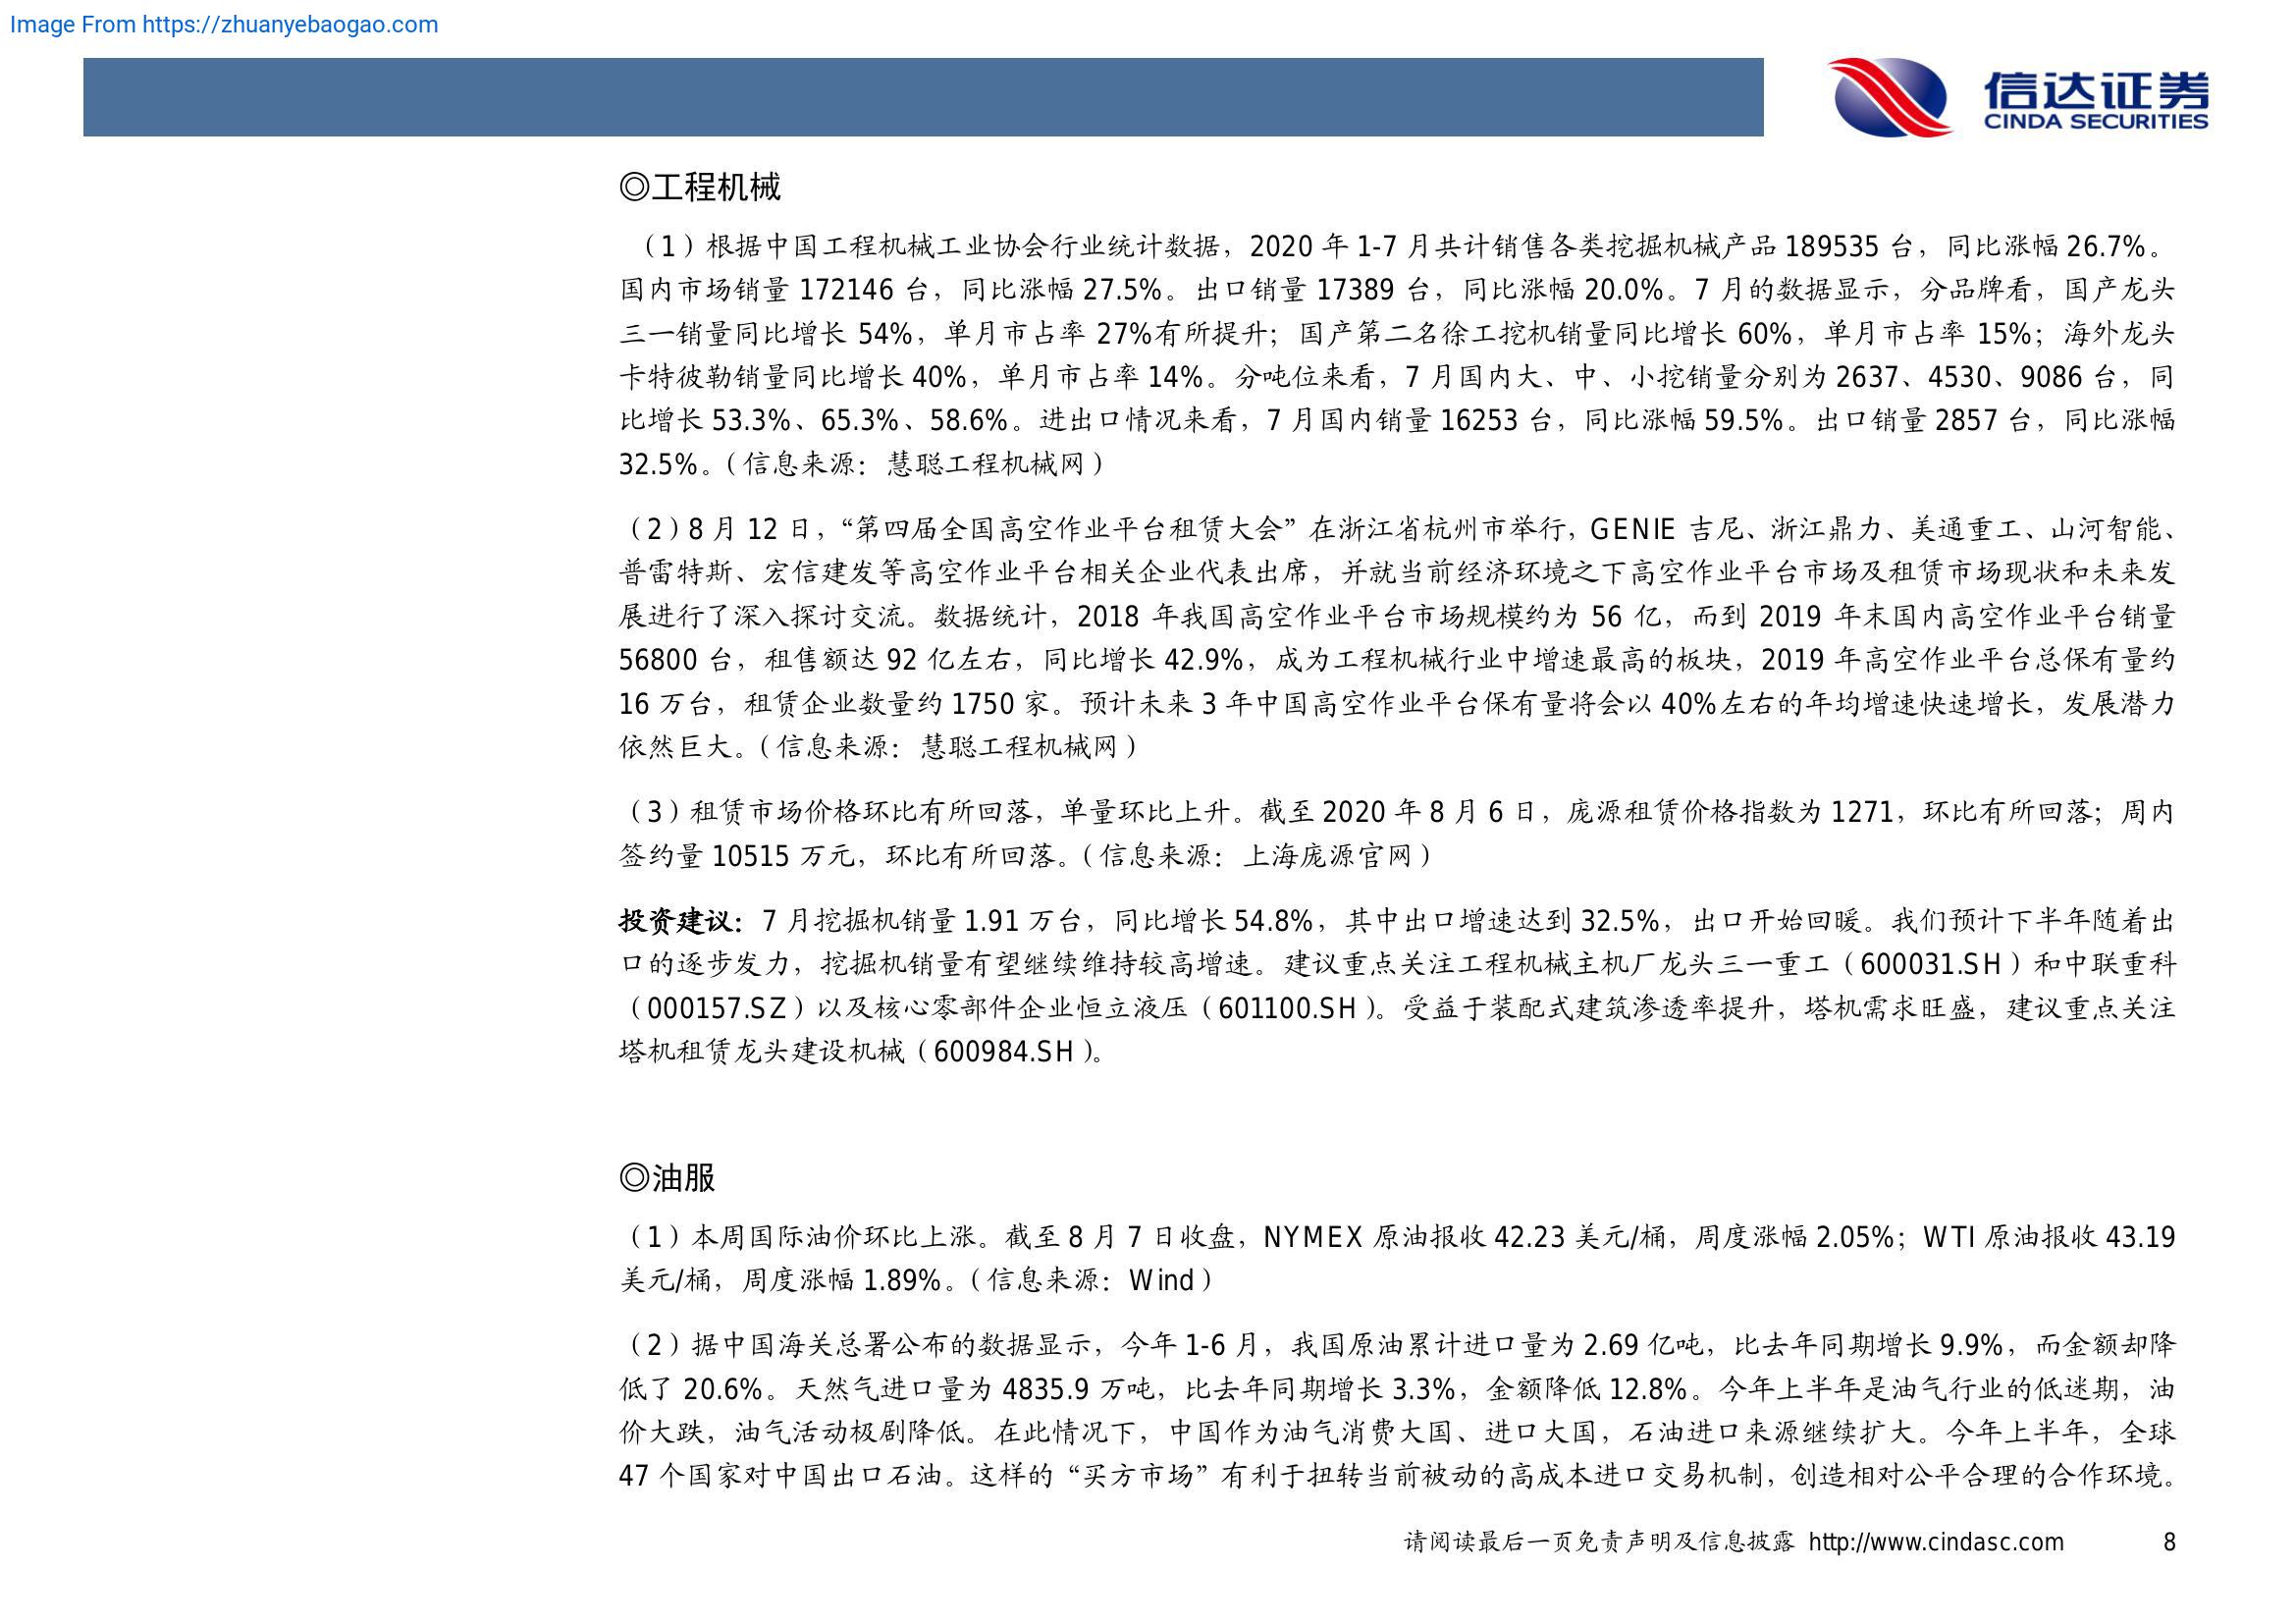 Image From https://zhuanyebaogao.com
信达证券
CINDA SECURITIES
◎工程机械
（1）根据中国工程机械工业协会行业统计数据，2020 年 1-7 月共计销售各类挖掘机械产品 189535 台，同比涨幅 26.7%。
国内市场销量 172146 台，同比涨幅 27.5%。出口销量 17389 台，同比涨幅 20.0%。7 月的数据显示，分品牌看，国产龙头
三一销量同比增长 54%，单月市占率 27%有所提升；国产第二名徐工挖机销量同比增长 60%，单月市占率 15%；海外龙头
卡特彼勒销量同比增长 40%，单月市占率 14%。分吨位来看，7 月国内大、中、小挖销量分别为 2637、4530、9086 台，同
比增长 53.3%、65.3%、58.6%。进出口情况来看，7 月国内销量 16253 台，同比涨幅 59.5%。出口销量 2857 台，同比涨幅
32.5%。（信息来源：慧聪工程机械网）
（2）8 月 12 日，“第四届全国高空作业平台租赁大会”在浙江省杭州市举行，GENIE 吉尼、浙江鼎力、美通重工、山河智能、
普雷特斯、宏信建发等高空作业平台相关企业代表出席，并就当前经济环境之下高空作业平台市场及租赁市场现状和未来发
展进行了深入探讨交流。数据统计，2018 年我国高空作业平台市场规模约为 56 亿，而到 2019 年末国内高空作业平台销量
56800 台，租售额达 92 亿左右，同比增长 42.9%，成为工程机械行业中增速最高的板块，2019 年高空作业平台总保有量约
16 万台，租赁企业数量约 1750 家。预计未来 3 年中国高空作业平台保有量将会以 40%左右的年均增速快速增长，发展潜力
依然巨大。（信息来源：慧聪工程机械网）
（3）租赁市场价格环比有所回落，单量环比上升。截至 2020 年 8 月 6 日，庞源租赁价格指数为 1271，环比有所回落；周内
签约量 10515 万元，环比有所回落。（信息来源：上海庞源官网）
投资建议：7 月挖掘机销量 1.91 万台，同比增长 54.8%，其中出口增速达到 32.5%，出口开始回暖。我们预计下半年随着出
口的逐步发力，挖掘机销量有望继续维持较高增速。建议重点关注工程机械主机厂龙头三一重工（600031.SH）和中联重科
（000157.SZ）以及核心零部件企业恒立液压（601100.SH）。受益于装配式建筑渗透率提升，塔机需求旺盛，建议重点关注
塔机租赁龙头建设机械（600984.SH）。
◎油服
（1）本周国际油价环比上涨。截至 8 月 7 日收盘，NYMEX 原油报收 42.23 美元/桶，周度涨幅 2.05%；WTI 原油报收 43.19
美元/桶，周度涨幅 1.89%。（信息来源：Wind）
（2）据中国海关总署公布的数据显示，今年 1-6 月，我国原油累计进口量为 2.69 亿吨，比去年同期增长 9.9%，而金额却降
低了 20.6%。天然气进口量为 4835.9 万吨，比去年同期增长 3.3%，金额降低 12.8%。今年上半年是油气行业的低迷期，油
价大跌，油气活动极剧降低。在此情况下，中国作为油气消费大国、进口大国，石油进口来源继续扩大。今年上半年，全球
47 个国家对中国出口石油。这样的“买方市场”有利于扭转当前被动的高成本进口交易机制，创造相对公平合理的合作环境。
请阅读最后一页免责声明及信息披露 http://www.cindasc.com 8